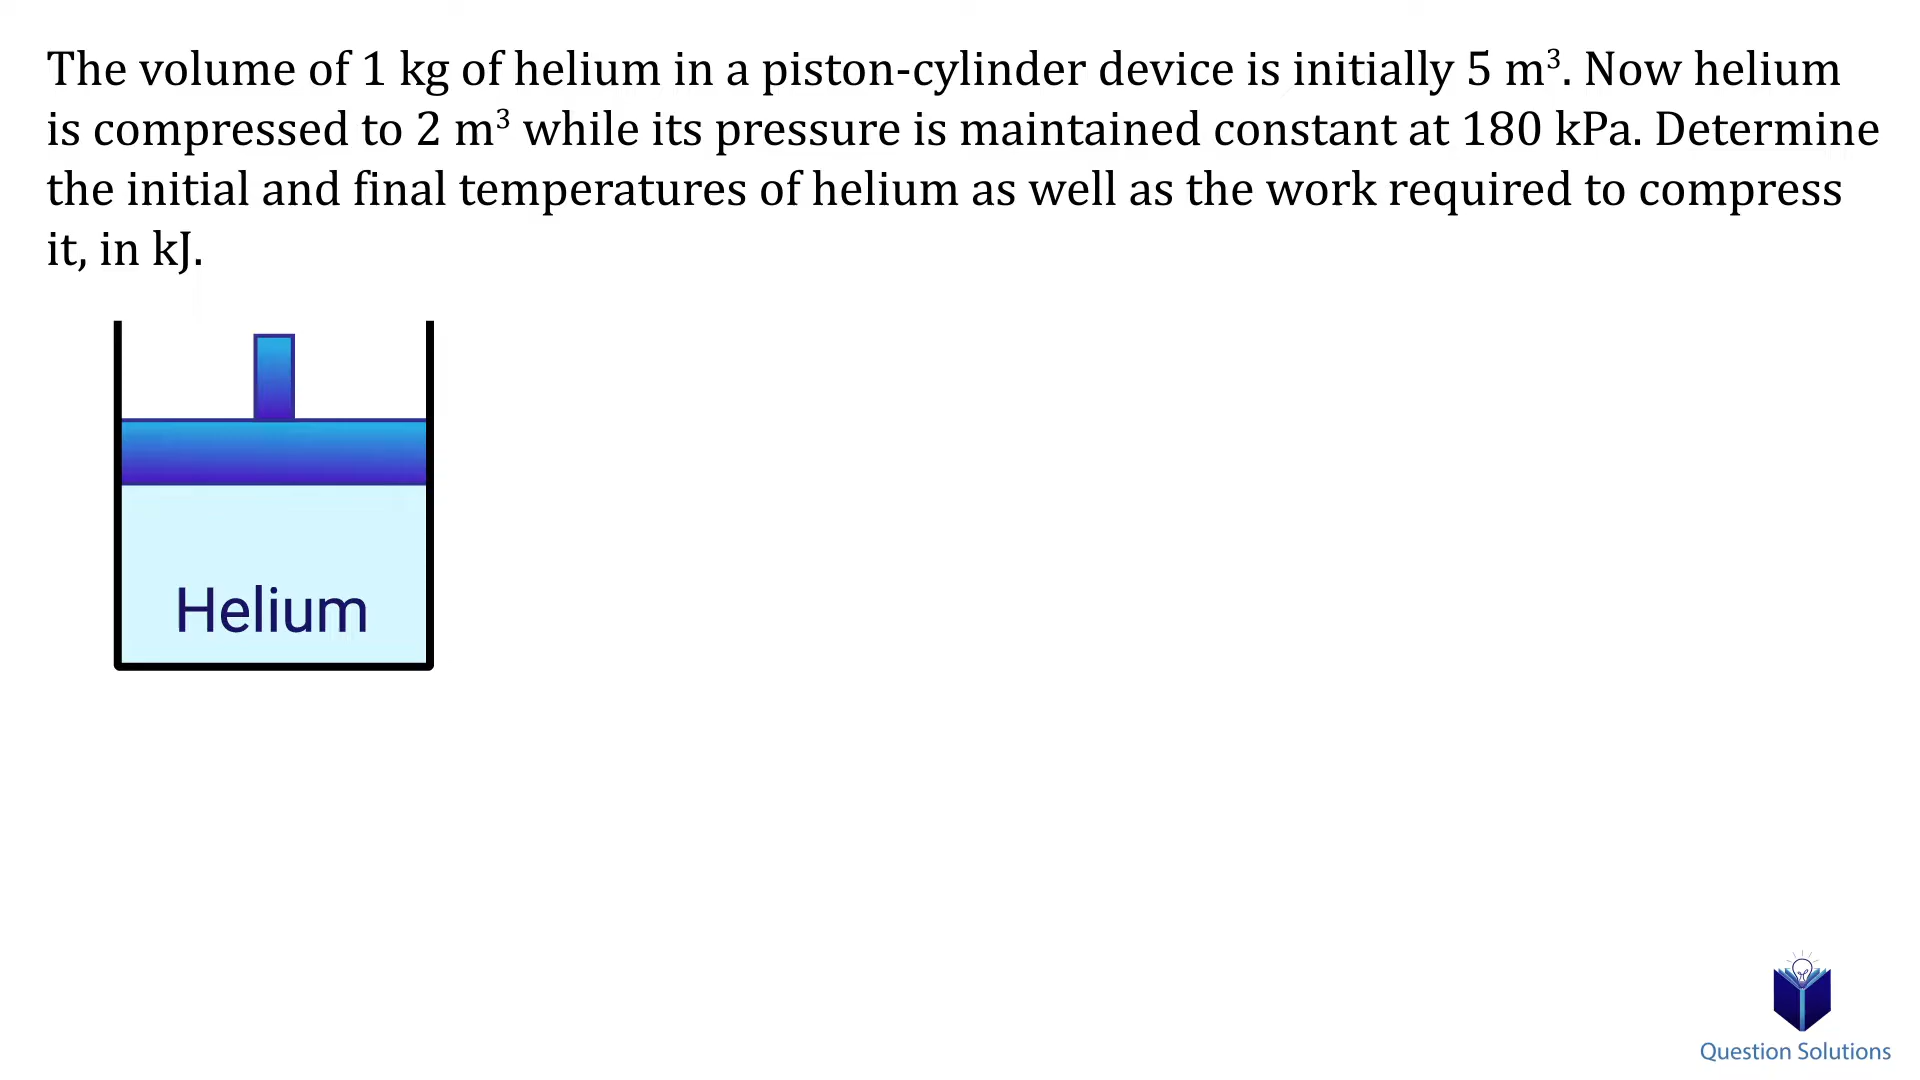 The volume of 1 kg of helium in a piston-cylinder device is initially 5 m³. Now helium
is compressed to 2 m³ while its pressure is maintained constant at 180 kPa. Determine
the initial and final temperatures of helium as well as the work required to compress
it, in kJ.
Helium
Question Solutions